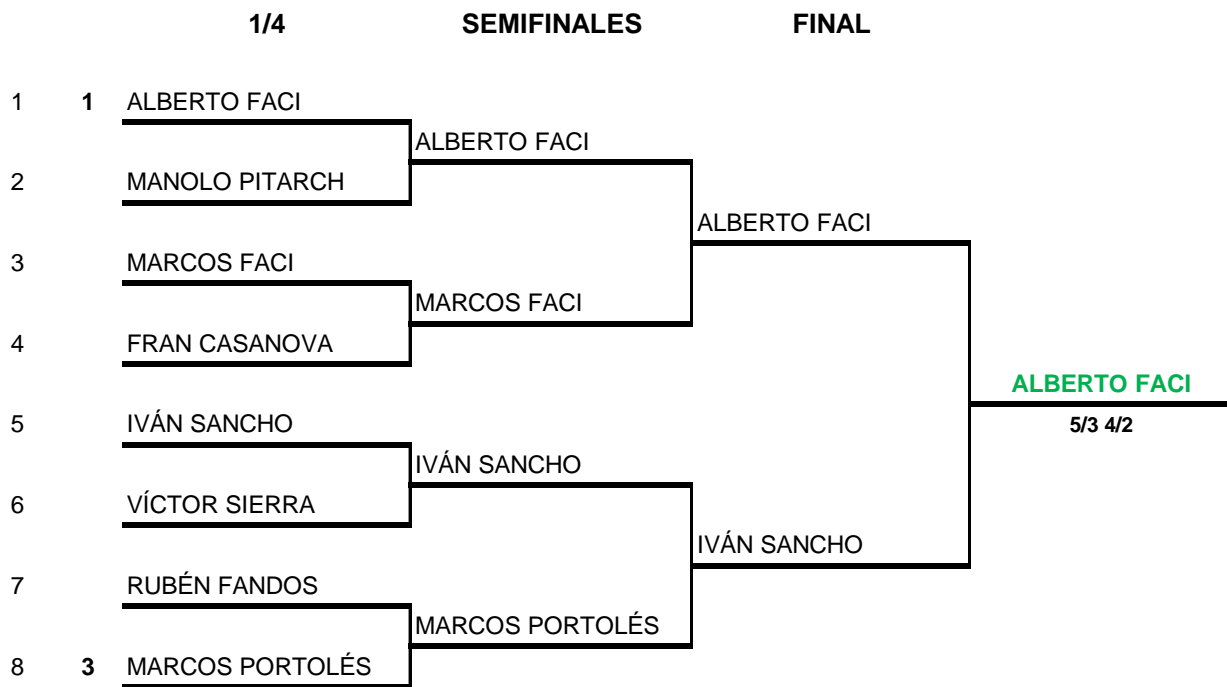 1/4 SEMIFINALES FINAL
1 1 ALBERTO FACI
ALBERTO FACI
2 MANOLO PITARCH
ALBERTO FACI
3 MARCOS FACI
MARCOS FACI
4 FRAN CASANOVA
ALBERTO FACI
5 IVÁN SANCHO
5/3 4/2
IVÁN SANCHO
6 VÍCTOR SIERRA
IVÁN SANCHO
7 RUBÉN FANDOS
MARCOS PORTOLÉS
8 3 MARCOS PORTOLÉS